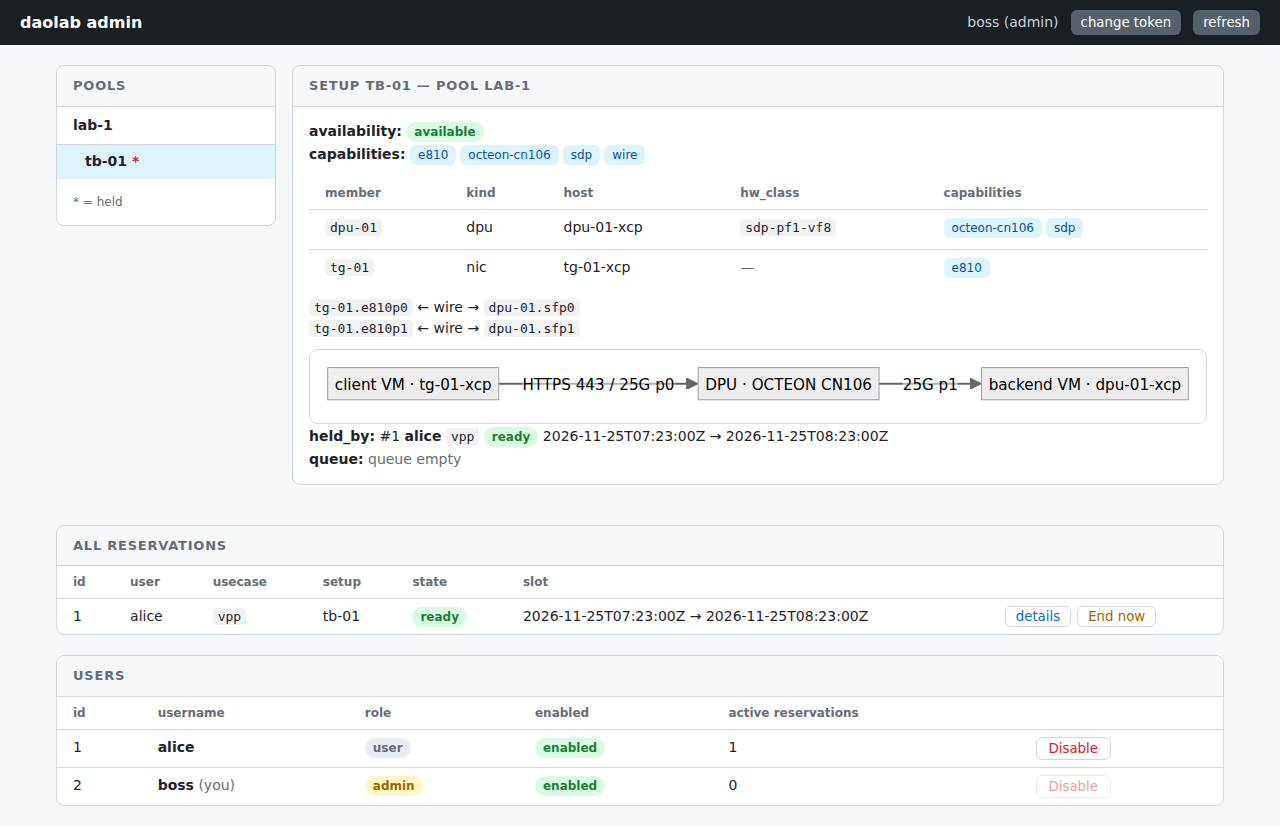 daolab admin
boss (admin) change token refresh
POOLS
lab-1
tb-01 *
* = held
SETUP TB-01 — POOL LAB-1
availability: available
capabilities: e810 octeon-cn106 sdp wire
member kind host hw_class capabilities
dpu-01 dpu dpu-01-xcp sdp-pf1-vf8 octeon-cn106 sdp
tg-01 nic tg-01-xcp — e810
tg-01.e810p0 ← wire → dpu-01.sfp0
tg-01.e810p1 ← wire → dpu-01.sfp1
client VM · tg-01-xcp HTTPS 443 / 25G p0 DPU · OCTEON CN106 25G p1 backend VM · dpu-01-xcp
held_by: #1 alice vpp ready 2026-11-25T07:23:00Z → 2026-11-25T08:23:00Z
queue: queue empty
ALL RESERVATIONS
id user usecase setup state slot
1 alice vpp tb-01 ready 2026-11-25T07:23:00Z → 2026-11-25T08:23:00Z details End now
USERS
id username role enabled active reservations
1 alice user enabled 1 Disable
2 boss (you) admin enabled 0 Disable